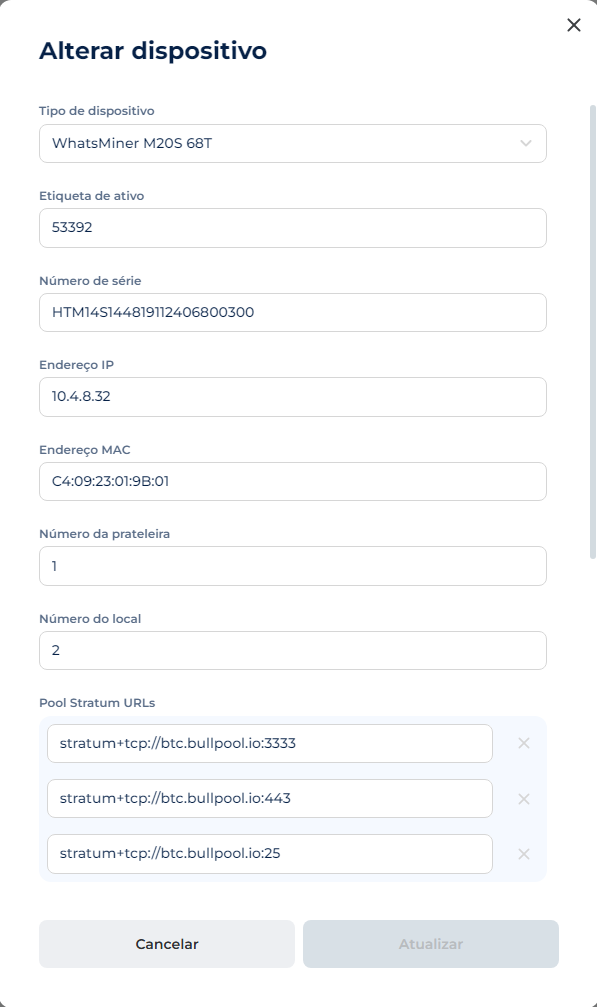 Alterar dispositivo
Tipo de dispositivo
WhatsMiner M20S 68T
Etiqueta de ativo
53392
Número de série
HTM14S144819112406800300
Endereço IP
10.4.8.32
Endereço MAC
C4:09:23:01:9B:01
Número da prateleira
1
Número do local
2
Pool Stratum URLs
stratum+tcp://btc.bullpool.io:3333
stratum+tcp://btc.bullpool.io:443
stratum+tcp://btc.bullpool.io:25
Cancelar
Atualizar